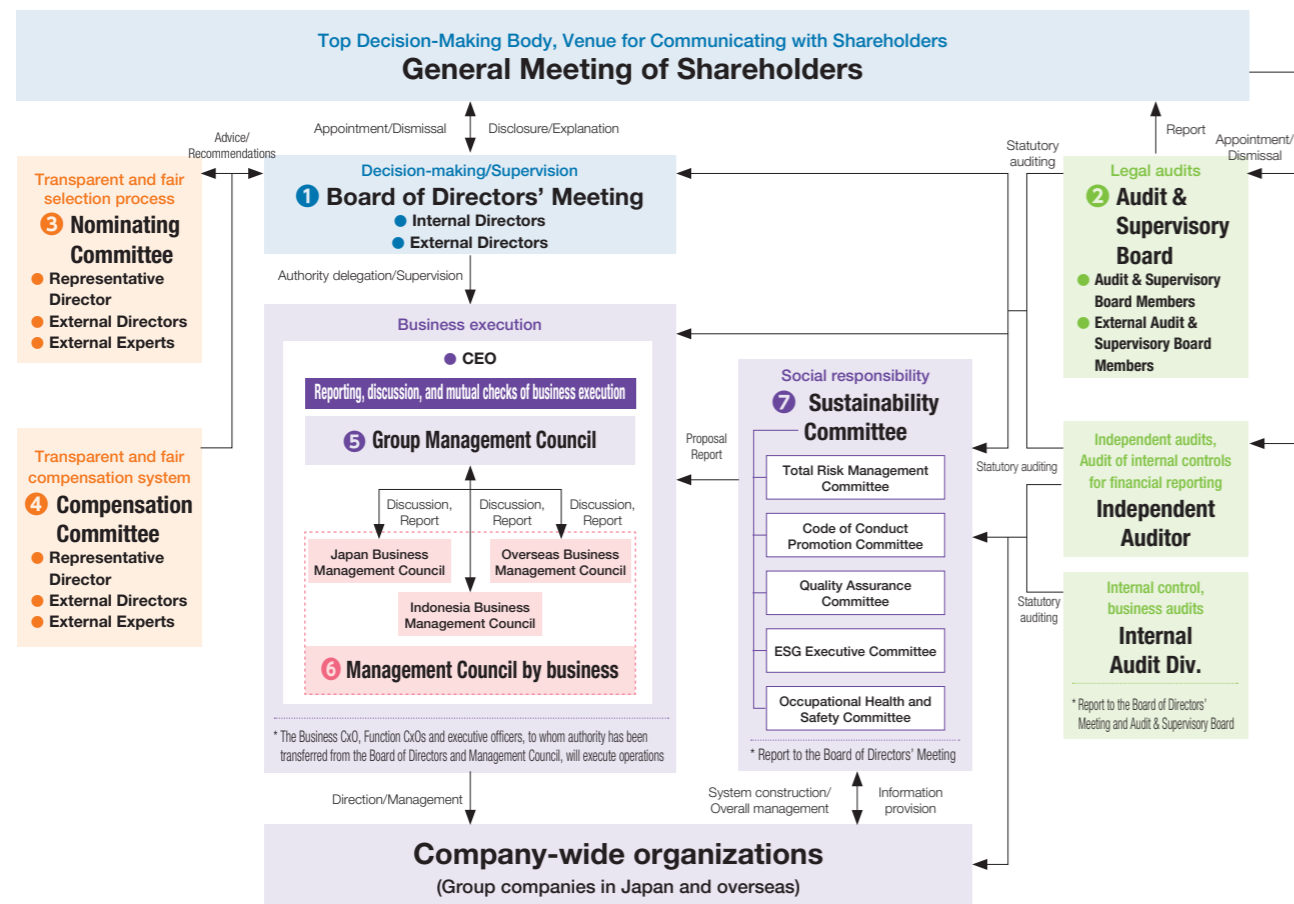 Top Decision-Making Body, Venue for Communicating with Shareholders
General Meeting of Shareholders
Appointment/Dismissal
Disclosure/Explanation
Report
Appointment/
Dismissal
Advice/
Recommendations
Statutory
auditing
Transparent and fair
selection process
3 Nominating
Committee
● Representative
Director
● External Directors
● External Experts
Decision-making/Supervision
1 Board of Directors' Meeting
● Internal Directors
● External Directors
Authority delegation/Supervision
Legal audits
2 Audit &
Supervisory
Board
● Audit & Supervisory
Board Members
● External Audit &
Supervisory Board
Members
Transparent and fair
compensation system
4 Compensation
Committee
● Representative
Director
● External Directors
● External Experts
Business execution
● CEO
Reporting, discussion, and mutual checks of business execution
5 Group Management Council
Discussion,
Report
Discussion,
Report
Discussion,
Report
Japan Business
Management Council
Overseas Business
Management Council
Indonesia Business
Management Council
6 Management Council by business
* The Business CxO, Function CxOs and executive officers, to whom authority has been
transferred from the Board of Directors and Management Council, will execute operations
Proposal
Report
Social responsibility
7 Sustainability
Committee
Total Risk Management
Committee
Code of Conduct
Promotion Committee
Quality Assurance
Committee
ESG Executive Committee
Occupational Health and
Safety Committee
* Report to the Board of Directors' Meeting
Statutory auditing
Independent audits,
Audit of internal controls
for financial reporting
Independent
Auditor
Statutory
auditing
Internal control,
business audits
Internal
Audit Div.
* Report to the Board of Directors'
Meeting and Audit & Supervisory Board
Direction/Management
System construction/
Overall management
Information
provision
Company-wide organizations
(Group companies in Japan and overseas)